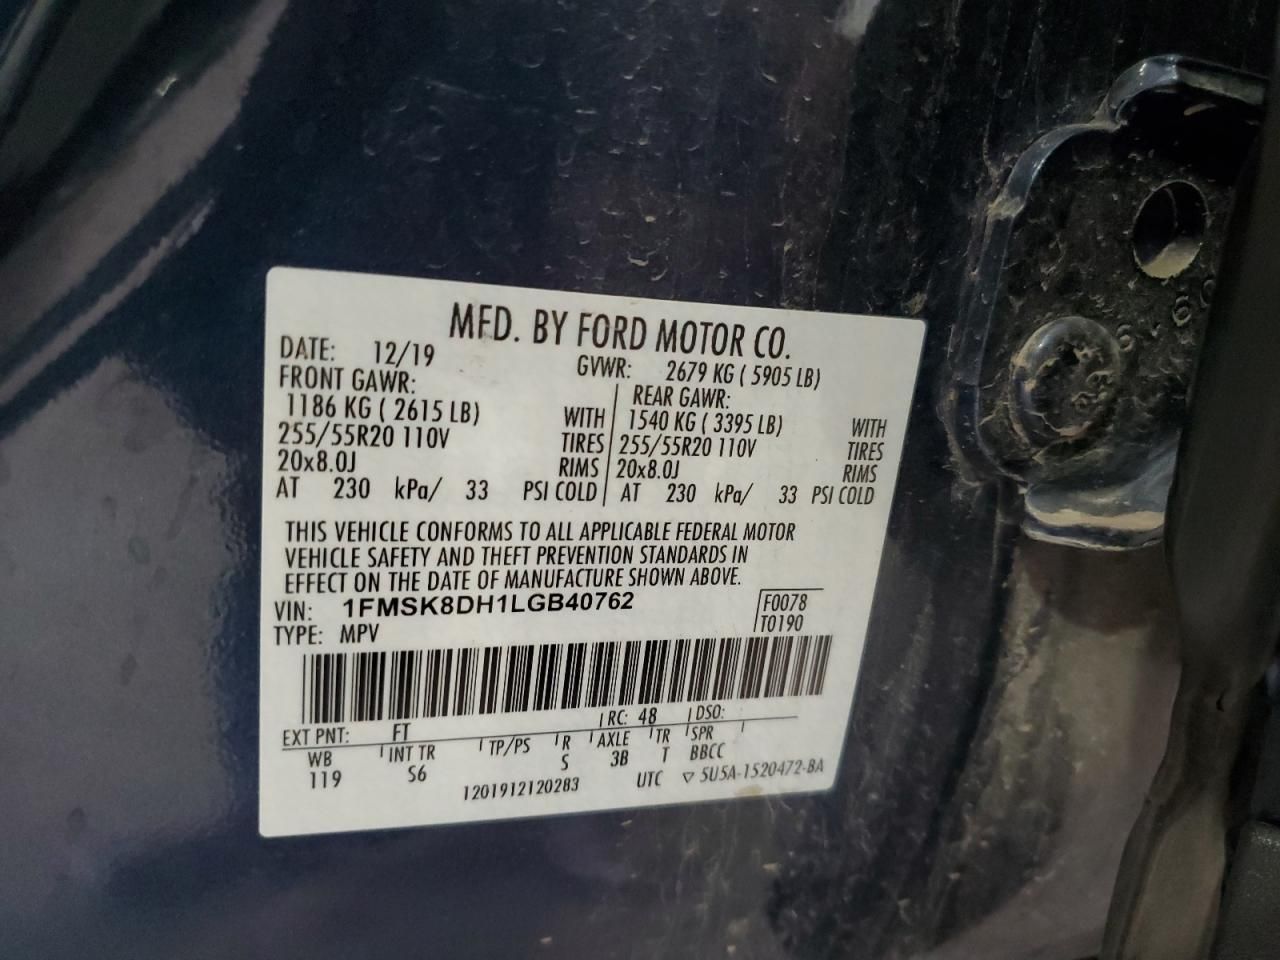 MFD. BY FORD MOTOR CO.
DATE: 12/19 GVWR: 2679 KG ( 5905 LB)
FRONT GAWR: REAR GAWR:
1186 KG ( 2615 LB) WITH 1540 KG ( 3395 LB) WITH
255/55R20 110V TIRES 255/55R20 110V TIRES
20x8.0J RIMS 20x8.0J RIMS
AT 230 kPa/ 33 PSI COLD AT 230 kPa/ 33 PSI COLD
THIS VEHICLE CONFORMS TO ALL APPLICABLE FEDERAL MOTOR
VEHICLE SAFETY AND THEFT PREVENTION STANDARDS IN
EFFECT ON THE DATE OF MANUFACTURE SHOWN ABOVE.
VIN: 1FMSK8DH1LGB40762 F0078
TYPE: MPV T0190
EXT PNT: FT RC: 48 DSO:
WB INT TR TP/PS R AXLE TR SPR
119 S6 S 3B T BBCC
1201912120283 UTC ▽ 5U5A-1520472-BA